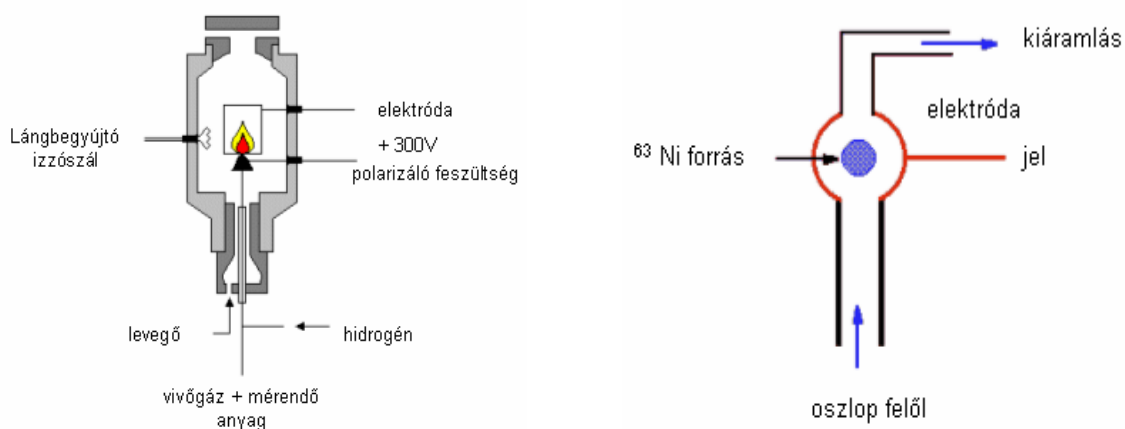 Lángbegyújtó
izzószál
elektróda
+ 300V
polarizáló feszültség
levegő
hidrogén
vivőgáz + mérendő
anyag
kiáramlás
elektróda
⁶³ Ni forrás
jel
oszlop felől